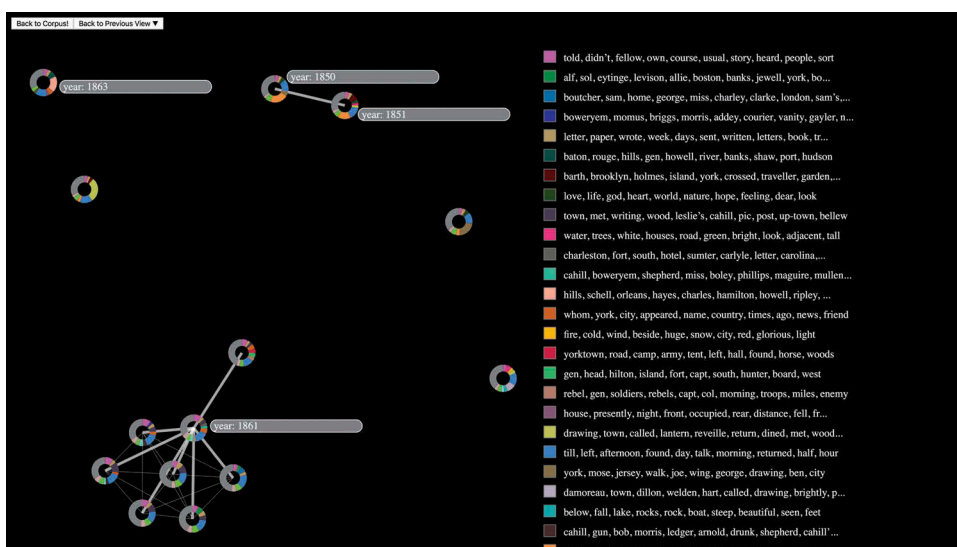 Back to Corpus! Back to Previous View ▼
year: 1863
year: 1850
year: 1851
year: 1861
told, didn't, fellow, own, course, usual, story, heard, people, sort
alf, sol, eytinge, levison, allie, boston, banks, jewell, york, bo...
boutcher, sam, home, george, miss, charley, clarke, london, sam's,...
boweryem, momus, briggs, morris, addey, courier, vanity, gayler, n...
letter, paper, wrote, week, days, sent, written, letters, book, tr...
baton, rouge, hills, gen, howell, river, banks, shaw, port, hudson
barth, brooklyn, holmes, island, york, crossed, traveller, garden,...
love, life, god, heart, world, nature, hope, feeling, dear, look
town, met, writing, wood, leslie's, cahill, pic, post, up-town, bellew
water, trees, white, houses, road, green, bright, look, adjacent, tall
charleston, fort, south, hotel, sumter, carlyle, letter, carolina,...
cahill, boweryem, shepherd, miss, boley, phillips, maguire, mullen...
hills, schell, orleans, hayes, charles, hamilton, howell, ripley, ...
whom, york, city, appeared, name, country, times, ago, news, friend
fire, cold, wind, beside, huge, snow, city, red, glorious, light
yorktown, road, camp, army, tent, left, hall, found, horse, woods
gen, head, hilton, island, fort, capt, south, hunter, board, west
rebel, gen, soldiers, rebels, capt, col, morning, troops, miles, enemy
house, presently, night, front, occupied, rear, distance, fell, fr...
drawing, town, called, lantern, reveille, return, dined, met, wood...
till, left, afternoon, found, day, talk, morning, returned, half, hour
york, mose, jersey, walk, joe, wing, george, drawing, ben, city
damoreau, town, dillon, welden, hart, called, drawing, brightly, p...
below, fall, lake, rocks, rock, boat, steep, beautiful, seen, feet
cahill, gun, bob, morris, ledger, arnold, drunk, shepherd, cahill'...